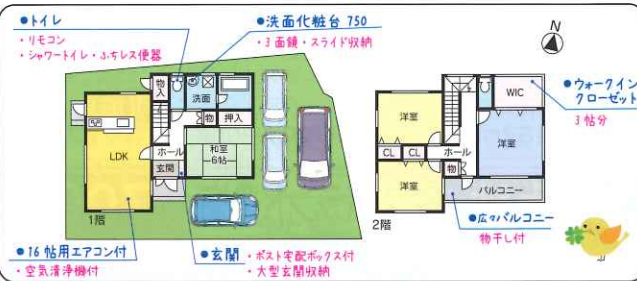 ●トイレ
・リモコン
・シャワートイレ・ふちレス便器
●洗面化粧台 750
・3面鏡・スライド収納
N
物入
洗面
物
押入
LDK
ホール
和室
6帖
玄関
1階
●16帖用エアコン付
・空気清浄機付
●玄関
・ポスト宅配ボックス付
・大型玄関収納
洋室
WIC
CL
CL
ホール
洋室
洋室
物
バルコニー
2階
●ウォークイン
クローゼット
3帖分
●広々バルコニー
物干し付